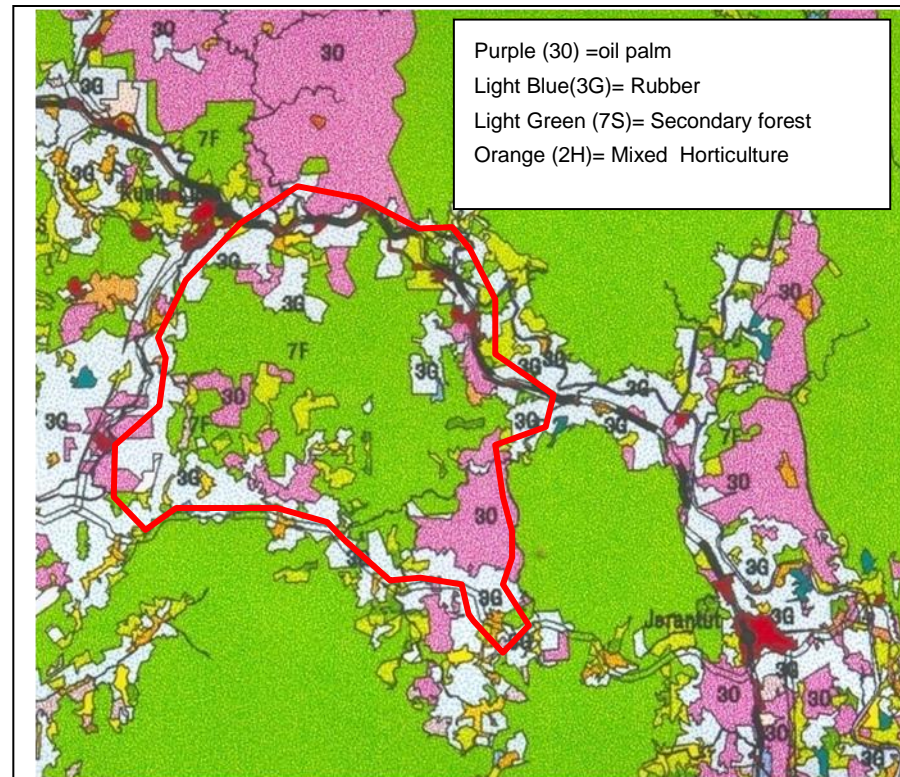 Purple (30) =oil palm
Light Blue(3G)= Rubber
Light Green (7S)= Secondary forest
Orange (2H)= Mixed Horticulture
30
30
3G
7F
3G
3G
3G
30
7F
3G
3G
3G
30
7F
3G
3G
3G
7F
3G
30
30
3G
3G
Jerantut
3G
3G
30
30
30
3G